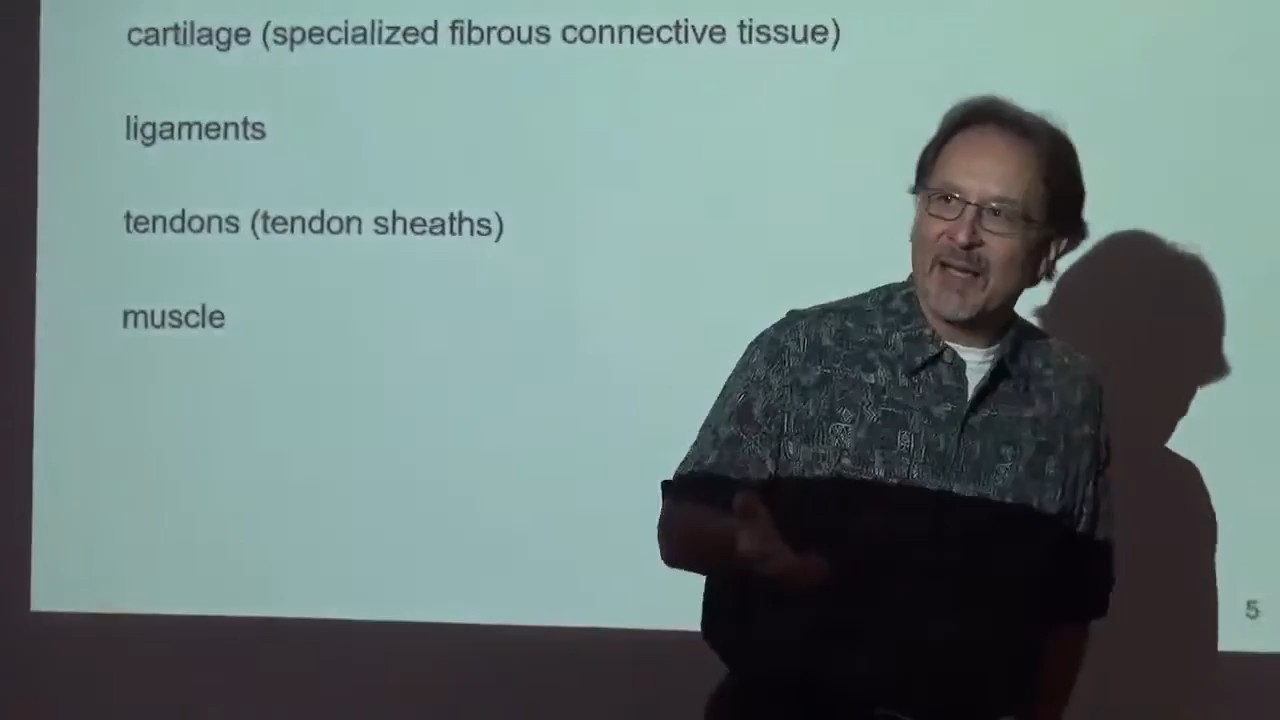 cartilage (specialized fibrous connective tissue)
ligaments
tendons (tendon sheaths)
muscle
5